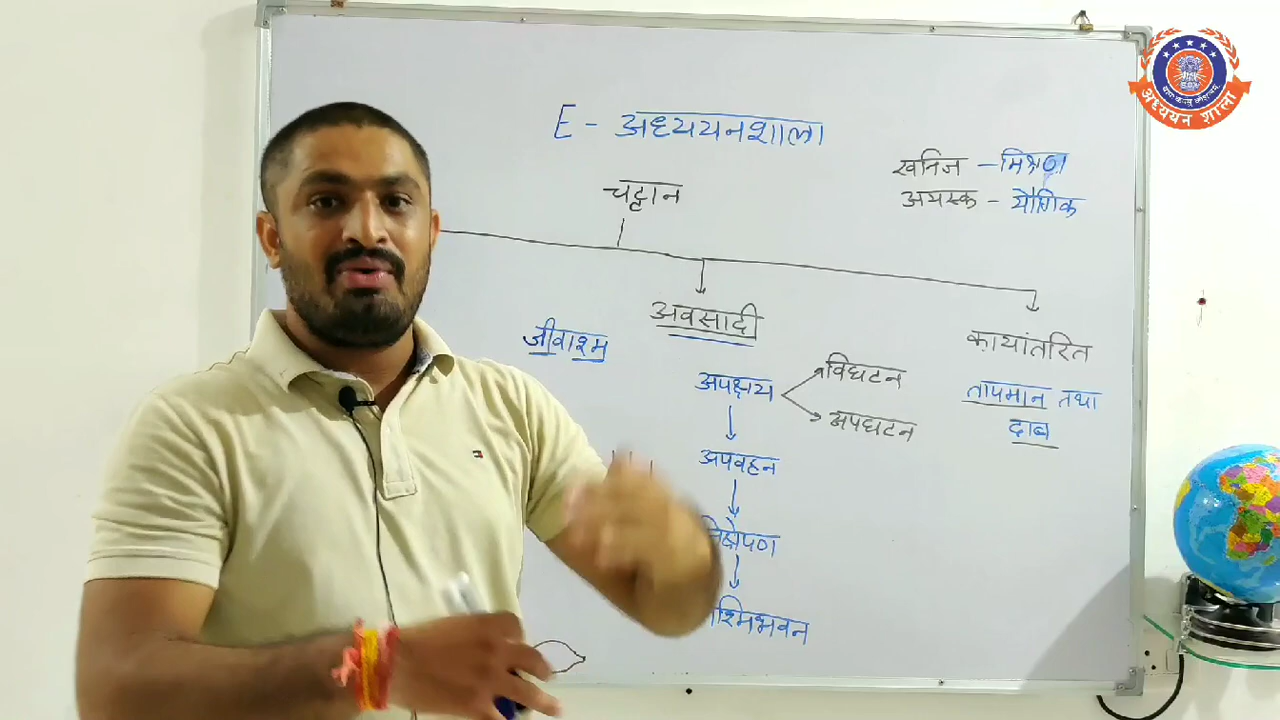 E - अध्ययनशाला
खनिज - मिश्रण
अयस्क - यौगिक
चट्टान
अवसादी
जीवाश्म
कायांतरित
अपक्षय
विघटन
अपघटन
तापमान तथा
दाब
अपवहन
अध्ययन शाला